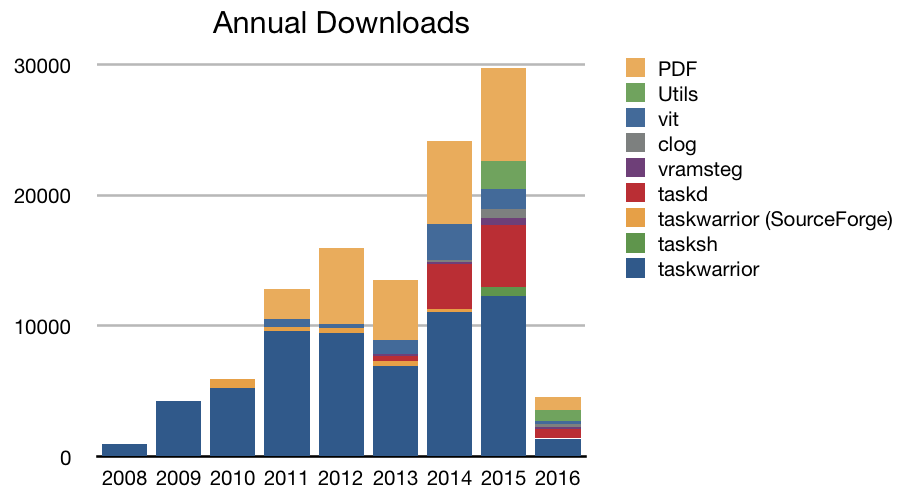 Annual Downloads
30000
20000
10000
0
2008 2009 2010 2011 2012 2013 2014 2015 2016
PDF
Utils
vit
clog
vramsteg
taskd
taskwarrior (SourceForge)
tasksh
taskwarrior